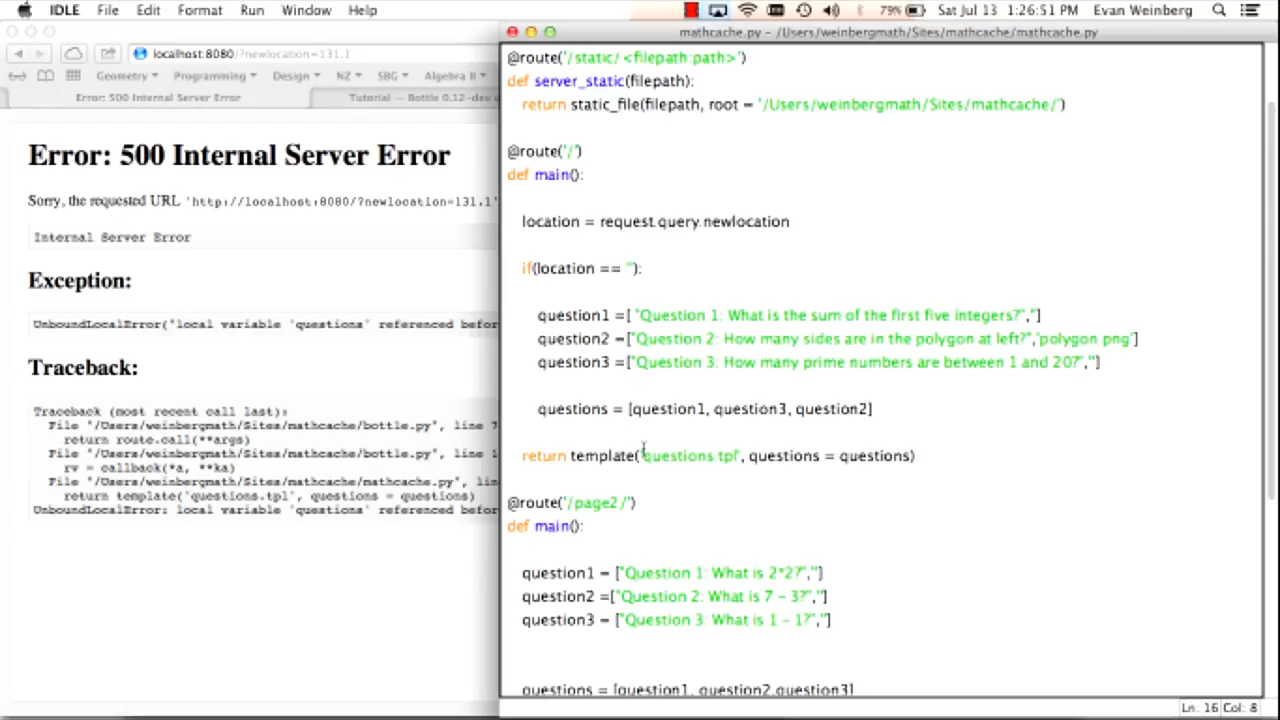 IDLE File Edit Format Run Window Help 79% Sat Jul 13 1:26:51 PM Evan Weinberg
localhost:8080/?newlocation=131.1
Geometry Programming Design NZ SBG Algebra II
Error: 500 Internal Server Error
Tutorial — Bottle 0.12-dev
Error: 500 Internal Server Error
Sorry, the requested URL 'http://localhost:8080/?newlocation=131.1'
Internal Server Error
Exception:
UnboundLocalError("local variable 'questions' referenced befor
Traceback:
Traceback (most recent call last):
File "/Users/weinbergmath/Sites/mathcache/bottle.py", line 7
return route.call(**args)
File "/Users/weinbergmath/Sites/mathcache/bottle.py", line 1
rv = callback(*a, **ka)
File "/Users/weinbergmath/Sites/mathcache/mathcache.py", lin
return template('questions.tpl', questions = questions)
UnboundLocalError: local variable 'questions' referenced befor
mathcache.py - /Users/weinbergmath/Sites/mathcache/mathcache.py
@route('/static/<filepath:path>')
def server_static(filepath):
return static_file(filepath, root = '/Users/weinbergmath/Sites/mathcache/')
@route('/')
def main():
location = request.query.newlocation
if(location == ''):
question1 =[ "Question 1: What is the sum of the first five integers?",'']
question2 =["Question 2: How many sides are in the polygon at left?",'polygon.png']
question3 =["Question 3: How many prime numbers are between 1 and 20?",'']
questions = [question1, question3, question2]
return template('questions.tpl', questions = questions)
@route('/page2/')
def main():
question1 = ["Question 1: What is 2*2?",'']
question2 =["Question 2: What is 7 - 3?",'']
question3 = ["Question 3: What is 1 - 1?",'']
questions = [question1, question2,question3]
Ln: 16 Col: 8